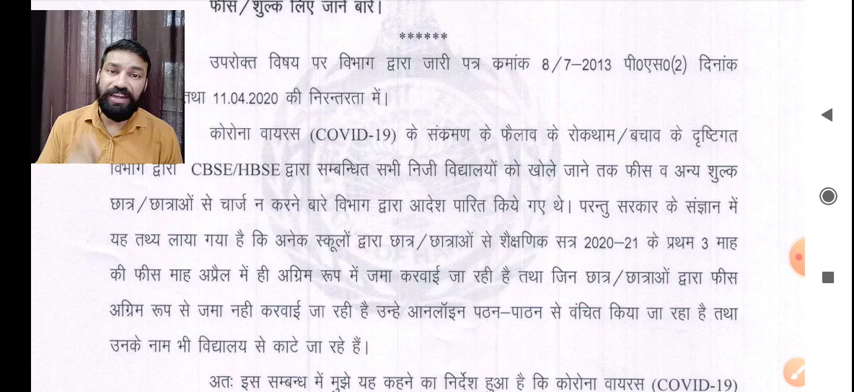 फीस/शुल्क लिए जाने बारे।
******
उपरोक्त विषय पर विभाग द्वारा जारी पत्र कमांक 8/7–2013 पी०एस०(2) दिनांक
तथा 11.04.2020 की निरन्तरता में।
कोरोना वायरस (COVID-19) के संक्रमण के फैलाव के रोकथाम/बचाव के दृष्टिगत
विभाग द्वारा CBSE/HBSE द्वारा सम्बन्धित सभी निजी विद्यालयों को खोले जाने तक फीस व अन्य शुल्क
छात्र/छात्राओं से चार्ज न करने बारे विभाग द्वारा आदेश पारित किये गए थे। परन्तु सरकार के संज्ञान में
यह तथ्य लाया गया है कि अनेक स्कूलों द्वारा छात्र/छात्राओं से शैक्षणिक सत्र 2020–21 के प्रथम 3 माह
की फीस माह अप्रैल में ही अग्रिम रूप में जमा करवाई जा रही है तथा जिन छात्र/छात्राओं द्वारा फीस
अग्रिम रूप से जमा नही करवाई जा रही है उन्हे आनलॉइन पठन–पाठन से वंचित किया जा रहा है तथा
उनके नाम भी विद्यालय से काटे जा रहे हैं।
अतः इस सम्बन्ध में मुझे यह कहने का निर्देश हुआ है कि कोरोना वायरस (COVID-19)